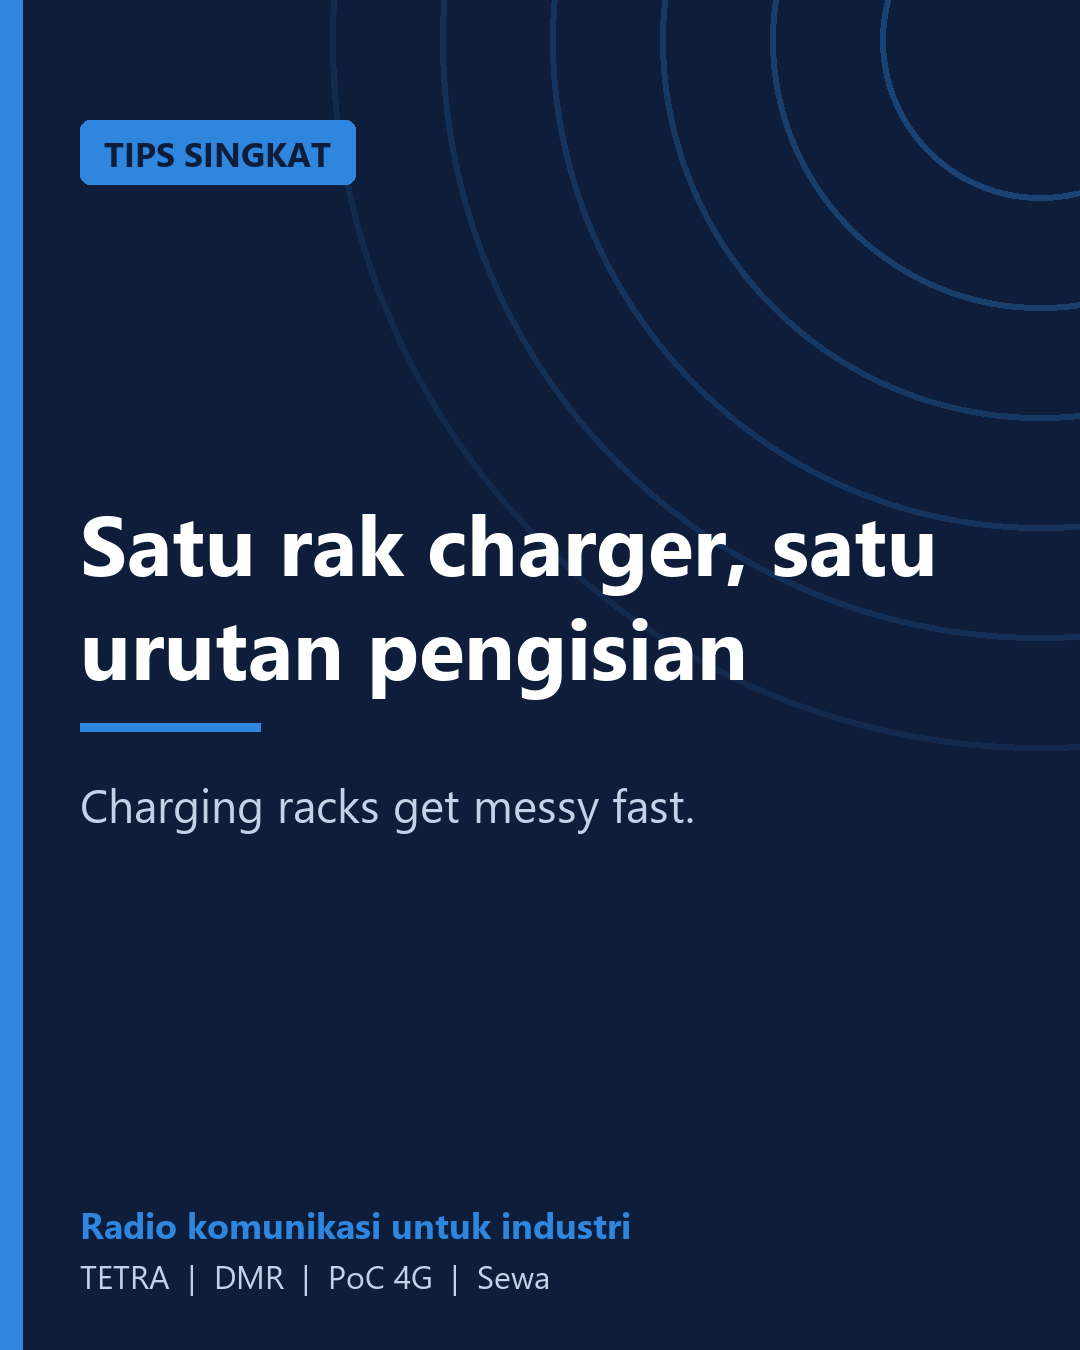 TIPS SINGKAT
Satu rak charger, satu
urutan pengisian
Charging racks get messy fast.
Radio komunikasi untuk industri
TETRA | DMR | PoC 4G | Sewa